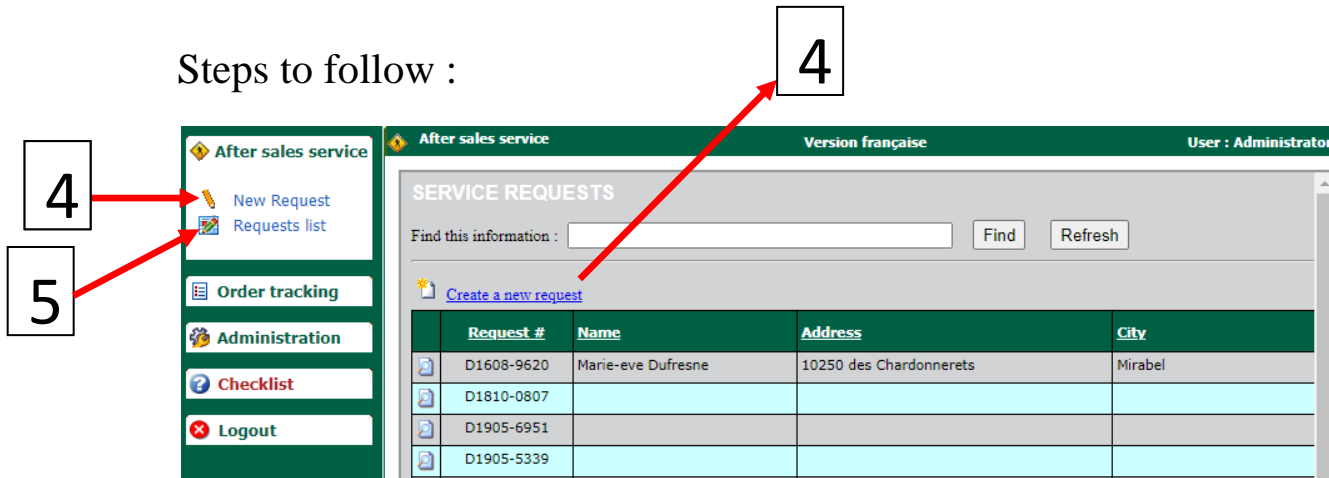 4
Steps to follow :
After sales service
After sales service Version française User : Administrator
4
New Request
Requests list
5
Order tracking
Administration
Checklist
Logout
SERVICE REQUESTS
Find this information : Find Refresh
Create a new request
Request # Name Address City
D1608-9620 Marie-eve Dufresne 10250 des Chardonnerets Mirabel
D1810-0807
D1905-6951
D1905-5339